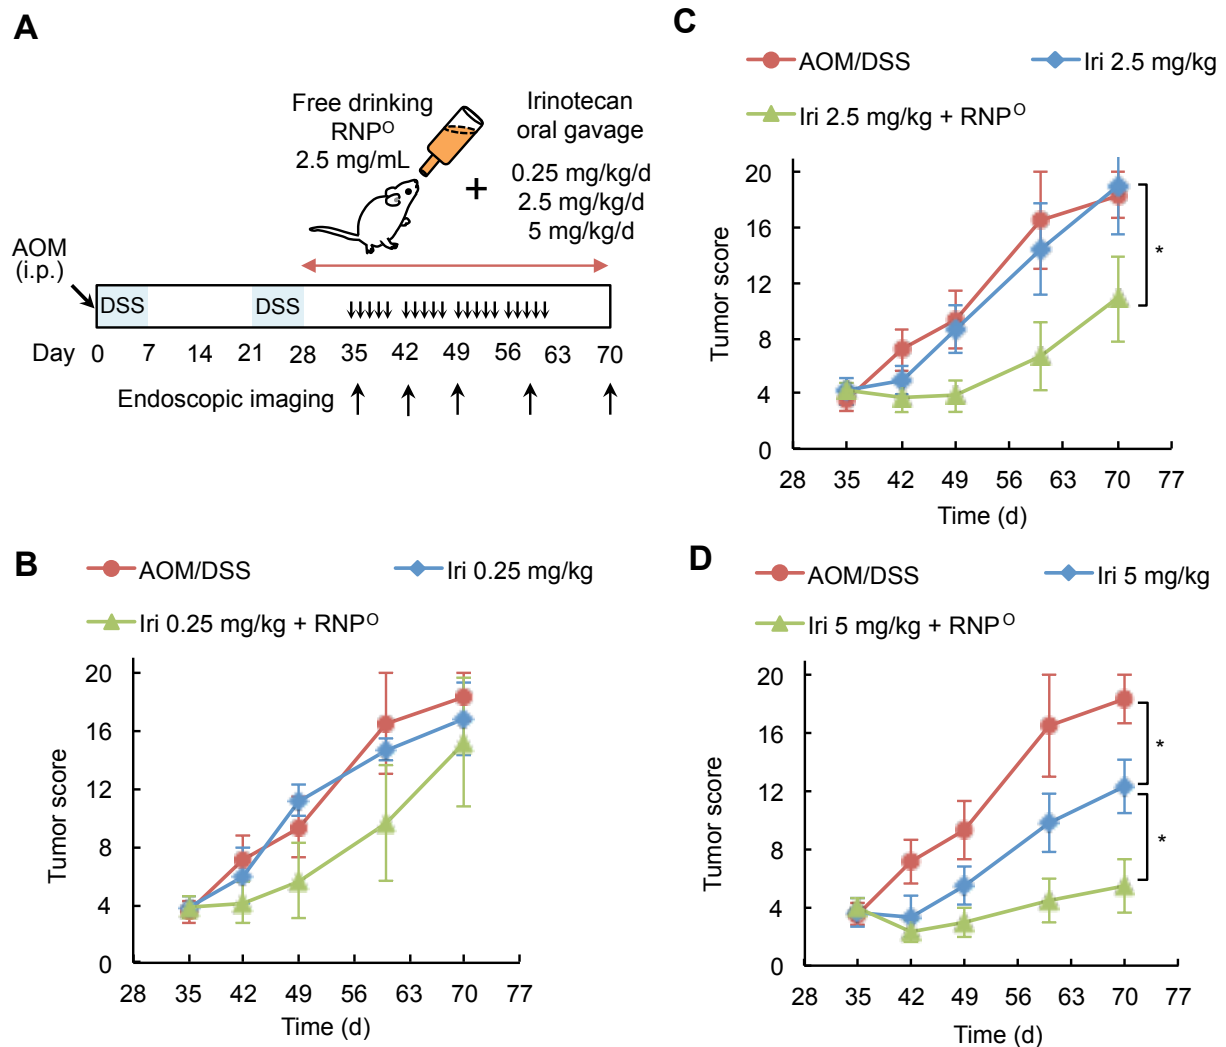 A
Free drinking
RNP^O
2.5 mg/mL
+
Irinotecan
oral gavage
0.25 mg/kg/d
2.5 mg/kg/d
5 mg/kg/d
AOM
(i.p.)
DSS
DSS
Day 0 7 14 21 28 35 42 49 56 63 70
Endoscopic imaging
C
AOM/DSS
Iri 2.5 mg/kg
Iri 2.5 mg/kg + RNP^O
Tumor score
20
16
12
8
4
0
*
28 35 42 49 56 63 70 77
Time (d)
B
AOM/DSS
Iri 0.25 mg/kg
Iri 0.25 mg/kg + RNP^O
Tumor score
20
16
12
8
4
0
28 35 42 49 56 63 70 77
Time (d)
D
AOM/DSS
Iri 5 mg/kg
Iri 5 mg/kg + RNP^O
Tumor score
20
16
12
8
4
0
*
*
28 35 42 49 56 63 70 77
Time (d)